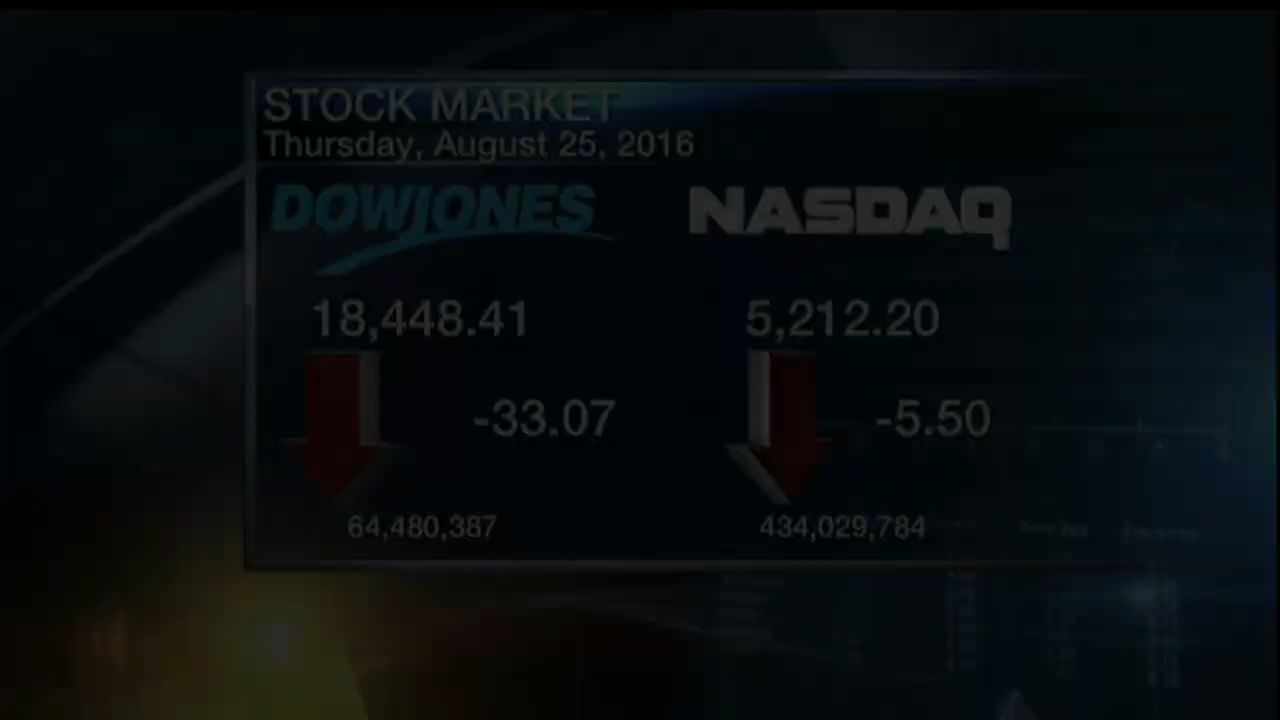 STOCK MARKET
Thursday, August 25, 2016
DOWJONES NASDAQ
18,448.41 5,212.20
-33.07 -5.50
64,480,387 434,029,784